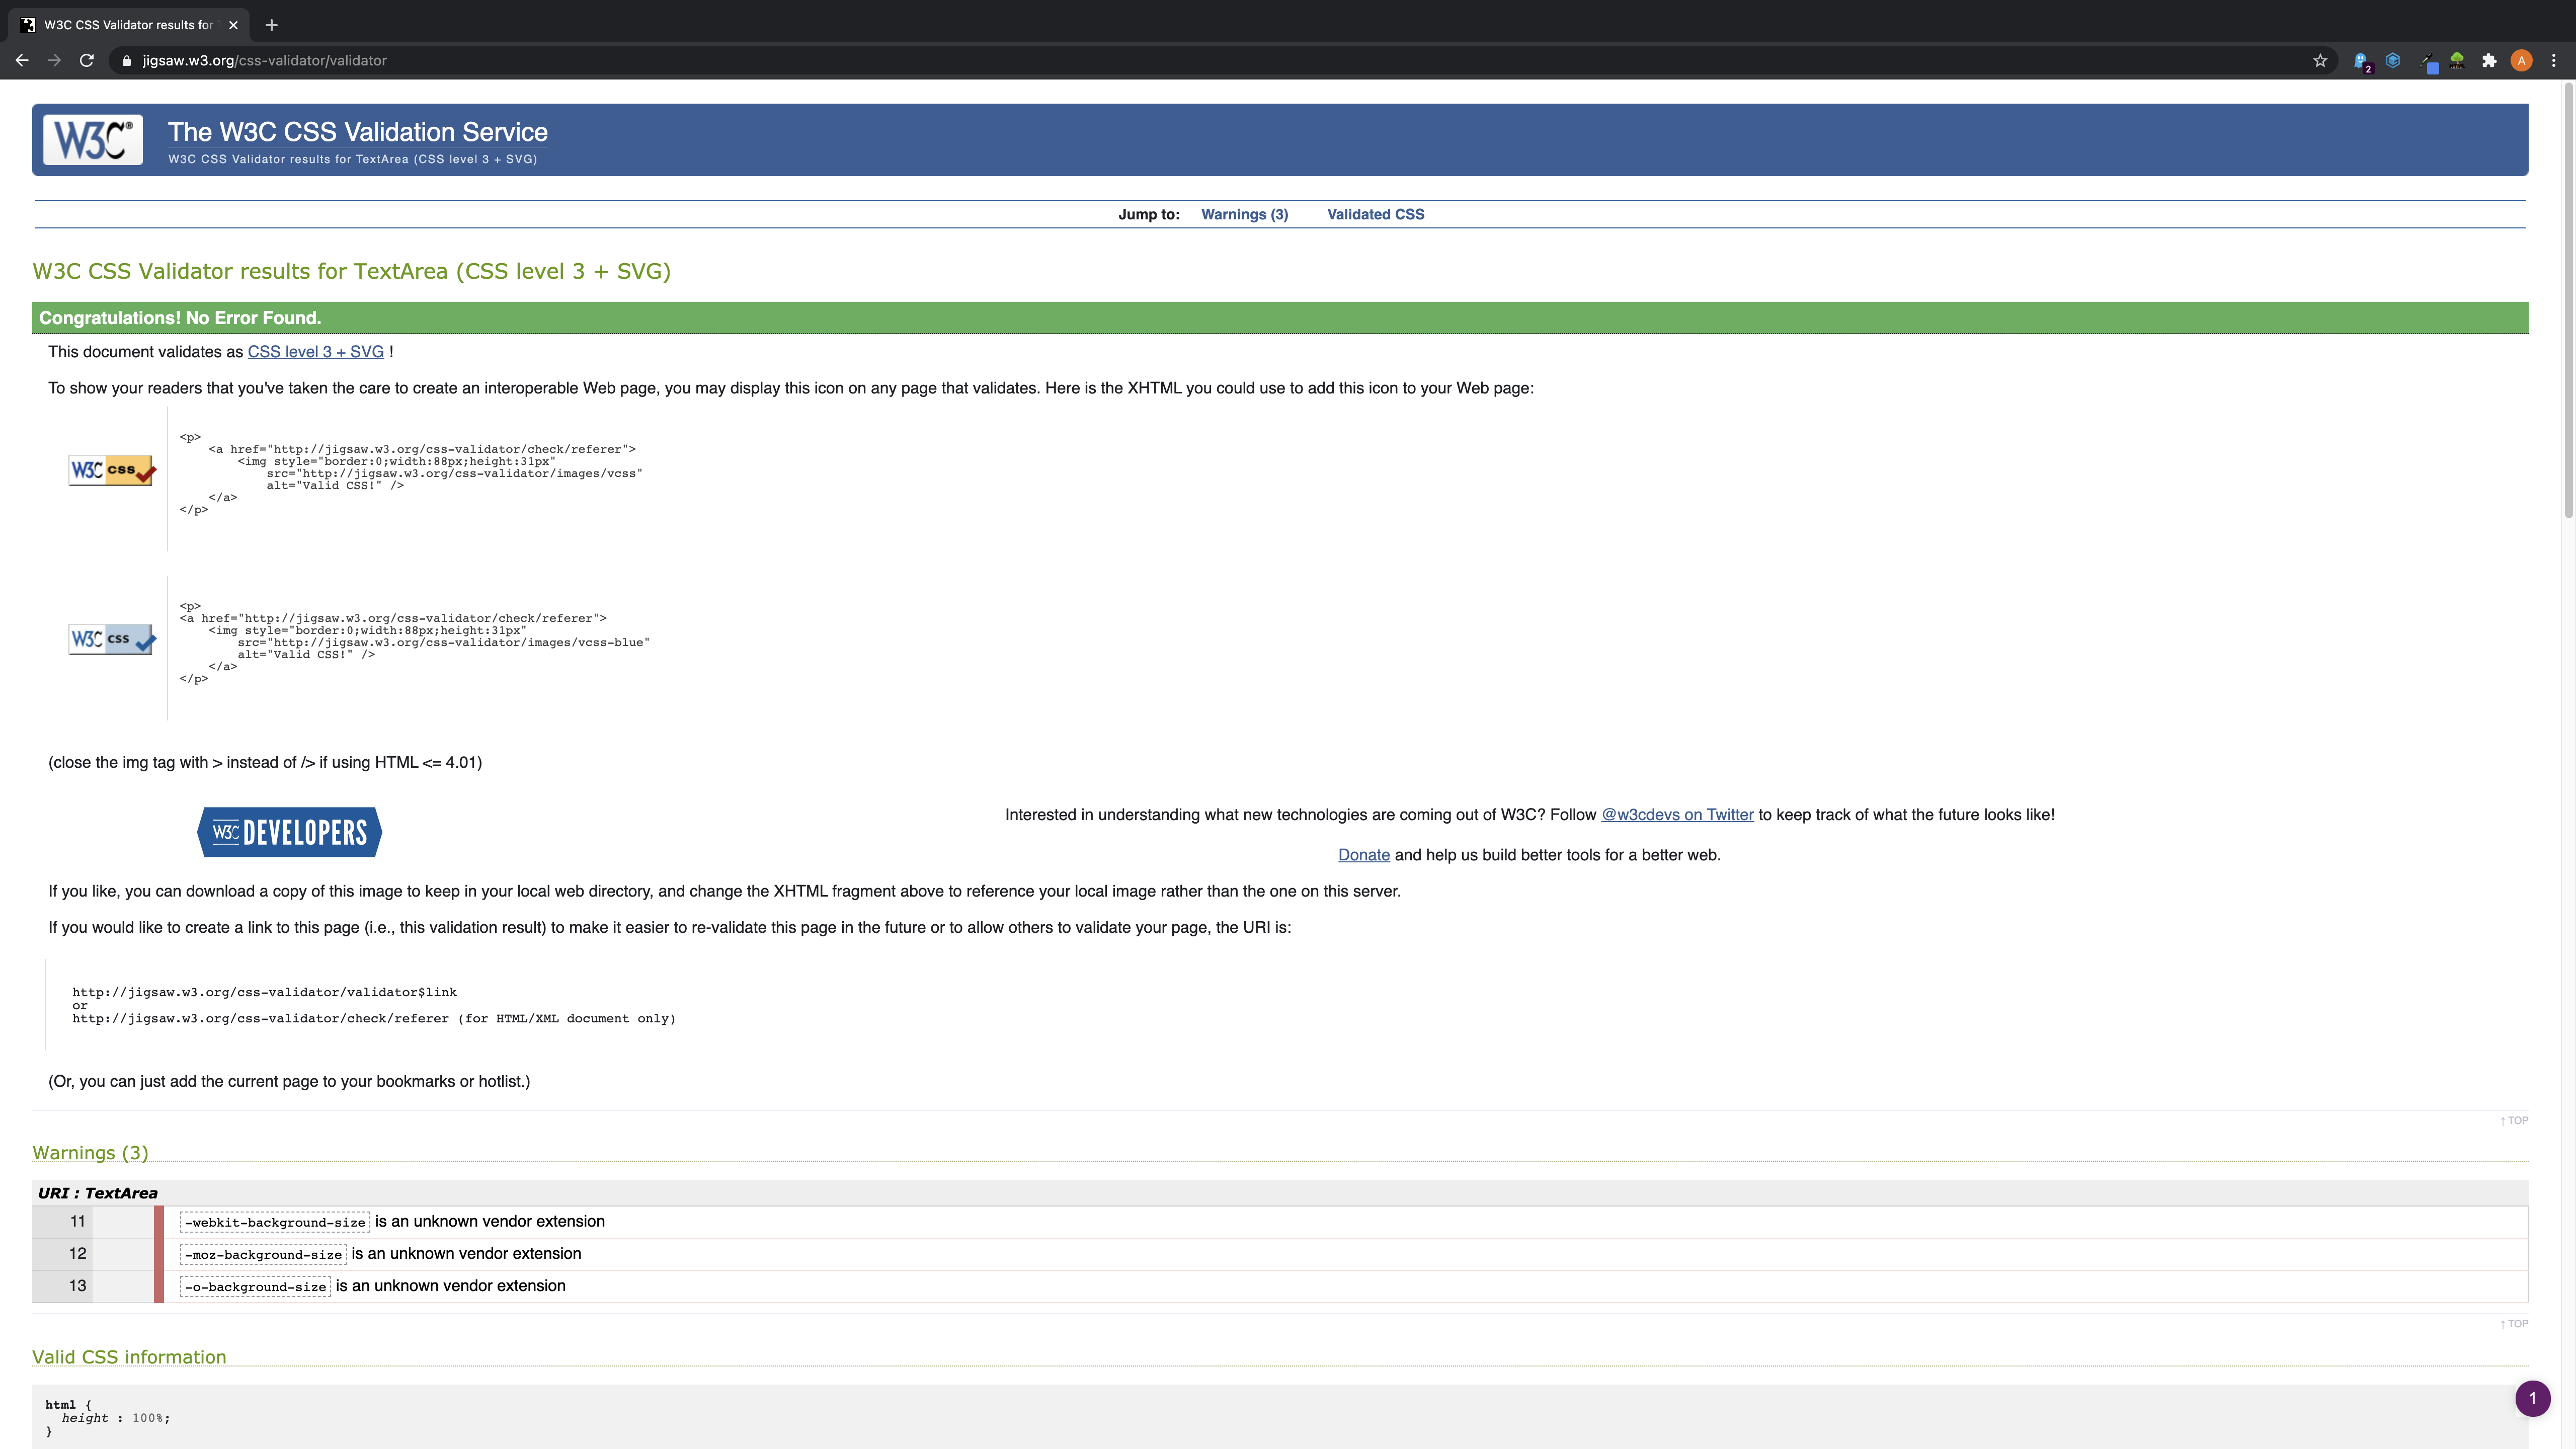 W3C CSS Validator results for
jigsaw.w3.org/css-validator/validator
2
A
W3C®
The W3C CSS Validation Service
W3C CSS Validator results for TextArea (CSS level 3 + SVG)
Jump to: Warnings (3) Validated CSS
W3C CSS Validator results for TextArea (CSS level 3 + SVG)
Congratulations! No Error Found.
This document validates as CSS level 3 + SVG !
To show your readers that you've taken the care to create an interoperable Web page, you may display this icon on any page that validates. Here is the XHTML you could use to add this icon to your Web page:
W3C css
<p>
<a href="http://jigsaw.w3.org/css-validator/check/referer">
<img style="border:0;width:88px;height:31px"
src="http://jigsaw.w3.org/css-validator/images/vcss"
alt="Valid CSS!" />
</a>
</p>
W3C css
<p>
<a href="http://jigsaw.w3.org/css-validator/check/referer">
<img style="border:0;width:88px;height:31px"
src="http://jigsaw.w3.org/css-validator/images/vcss-blue"
alt="Valid CSS!" />
</a>
</p>
(close the img tag with > instead of /> if using HTML <= 4.01)
W3C DEVELOPERS
Interested in understanding what new technologies are coming out of W3C? Follow @w3cdevs on Twitter to keep track of what the future looks like!
Donate and help us build better tools for a better web.
If you like, you can download a copy of this image to keep in your local web directory, and change the XHTML fragment above to reference your local image rather than the one on this server.
If you would like to create a link to this page (i.e., this validation result) to make it easier to re-validate this page in the future or to allow others to validate your page, the URI is:
http://jigsaw.w3.org/css-validator/validator$link
or
http://jigsaw.w3.org/css-validator/check/referer (for HTML/XML document only)
(Or, you can just add the current page to your bookmarks or hotlist.)
↑ TOP
Warnings (3)
URI : TextArea
11 -webkit-background-size is an unknown vendor extension
12 -moz-background-size is an unknown vendor extension
13 -o-background-size is an unknown vendor extension
↑ TOP
Valid CSS information
html {
height : 100%;
}
1